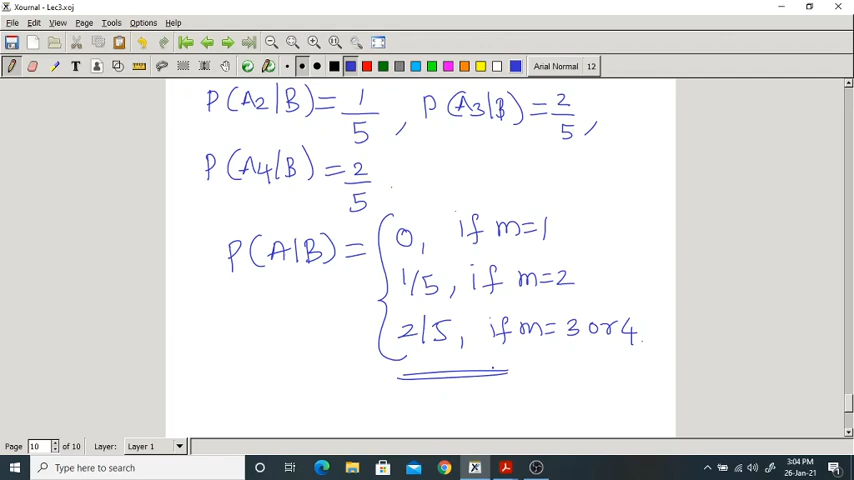 Xournal - Lec3.xoj
File Edit View Page Tools Options Help
Arial Normal 12
P(A2|B) = 1/5, P(A3|B) = 2/5,
P(A4|B) = 2/5.
P(A|B) = { 0, if m=1
1/5, if m=2
2/5, if m= 3 or 4.
Page 10 of 10 Layer: Layer 1
Type here to search
3:04 PM
26-Jan-21